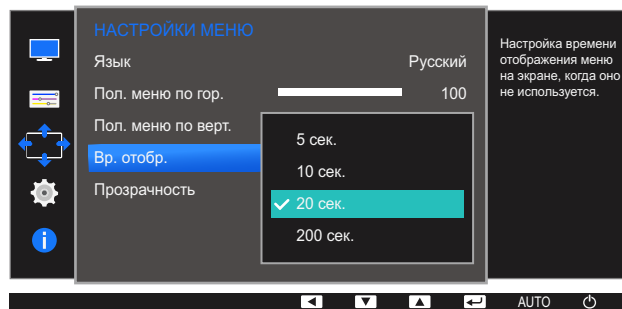 НАСТРОЙКИ МЕНЮ
Язык Русский
Пол. меню по гор. 100
Пол. меню по верт.
Вр. отобр.
Прозрачность
5 сек.
10 сек.
20 сек.
200 сек.
Настройка времени
отображения меню
на экране, когда оно
не используется.
i
AUTO